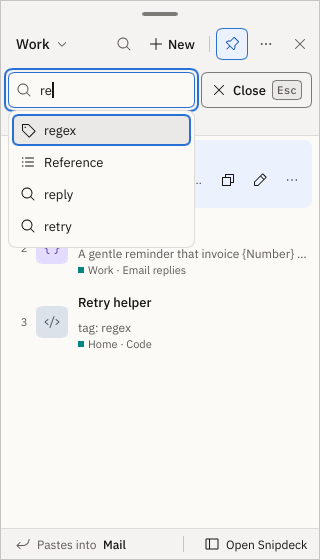 Work
New
re
Close Esc
regex
Reference
reply
retry
...
2
A gentle reminder that invoice {Number} ...
Work · Email replies
Retry helper
3
tag: regex
Home · Code
Pastes into Mail
Open Snipdeck